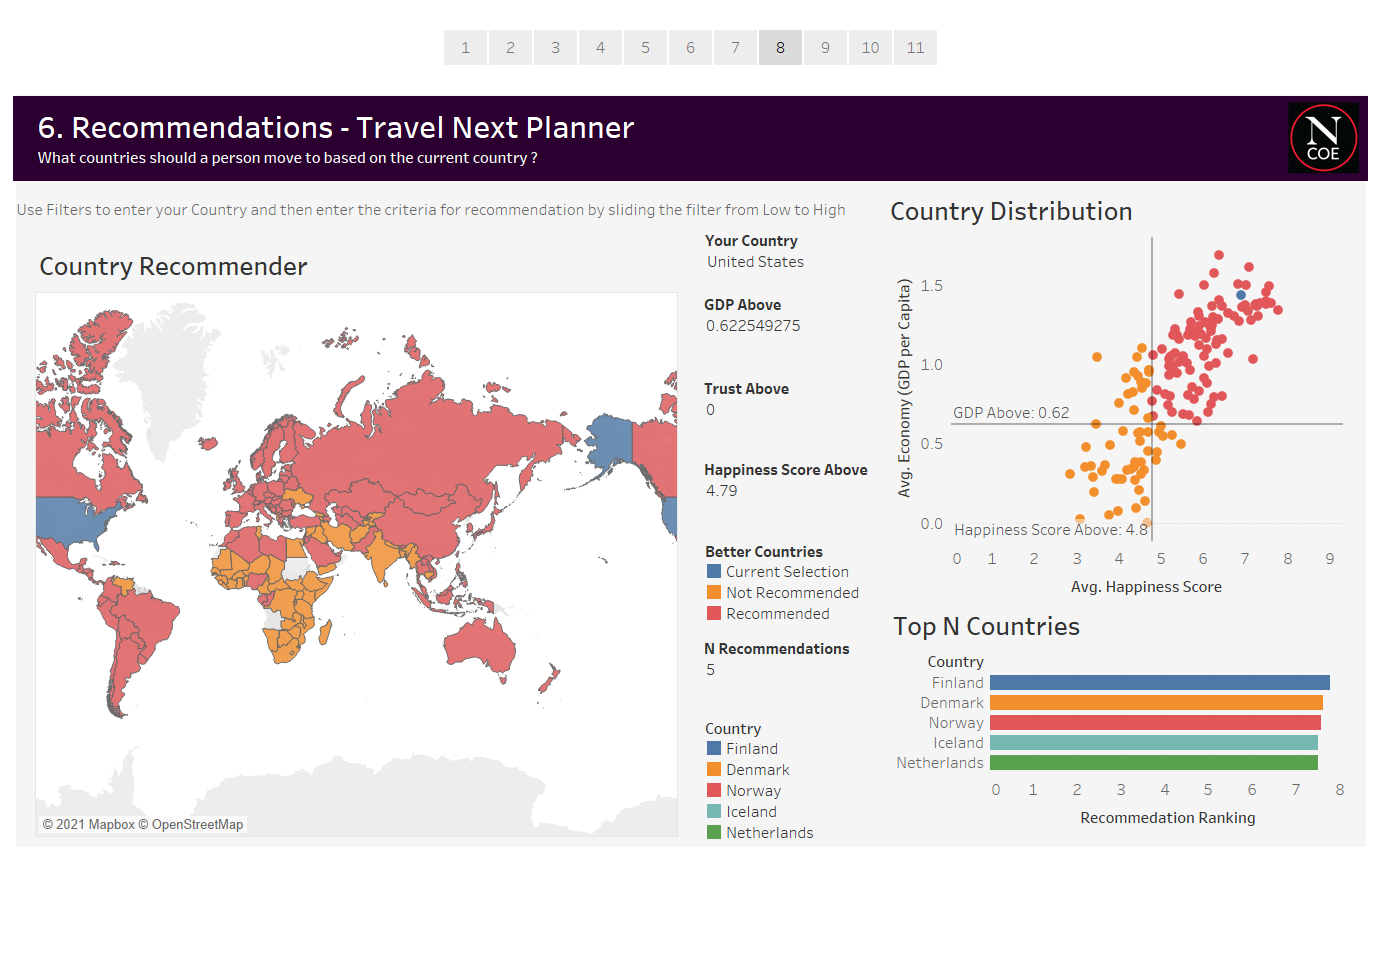 1 2 3 4 5 6 7 8 9 10 11
6. Recommendations - Travel Next Planner
What countries should a person move to based on the current country ?
N
COE
Use Filters to enter your Country and then enter the criteria for recommendation by sliding the filter from Low to High
Country Recommender
© 2021 Mapbox © OpenStreetMap
Your Country
United States
GDP Above
0.622549275
Trust Above
0
Happiness Score Above
4.79
Better Countries
Current Selection
Not Recommended
Recommended
N Recommendations
5
Country
Finland
Denmark
Norway
Iceland
Netherlands
Country Distribution
Avg. Economy (GDP per Capita)
1.5
1.0
0.5
0.0
GDP Above: 0.62
Happiness Score Above: 4.8
0 1 2 3 4 5 6 7 8 9
Avg. Happiness Score
Top N Countries
Country
Finland
Denmark
Norway
Iceland
Netherlands
0 1 2 3 4 5 6 7 8
Recommedation Ranking